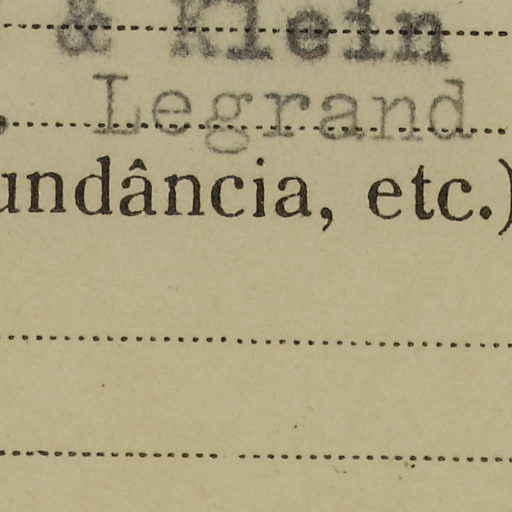 & Klein
. Legrand
undância, etc.)